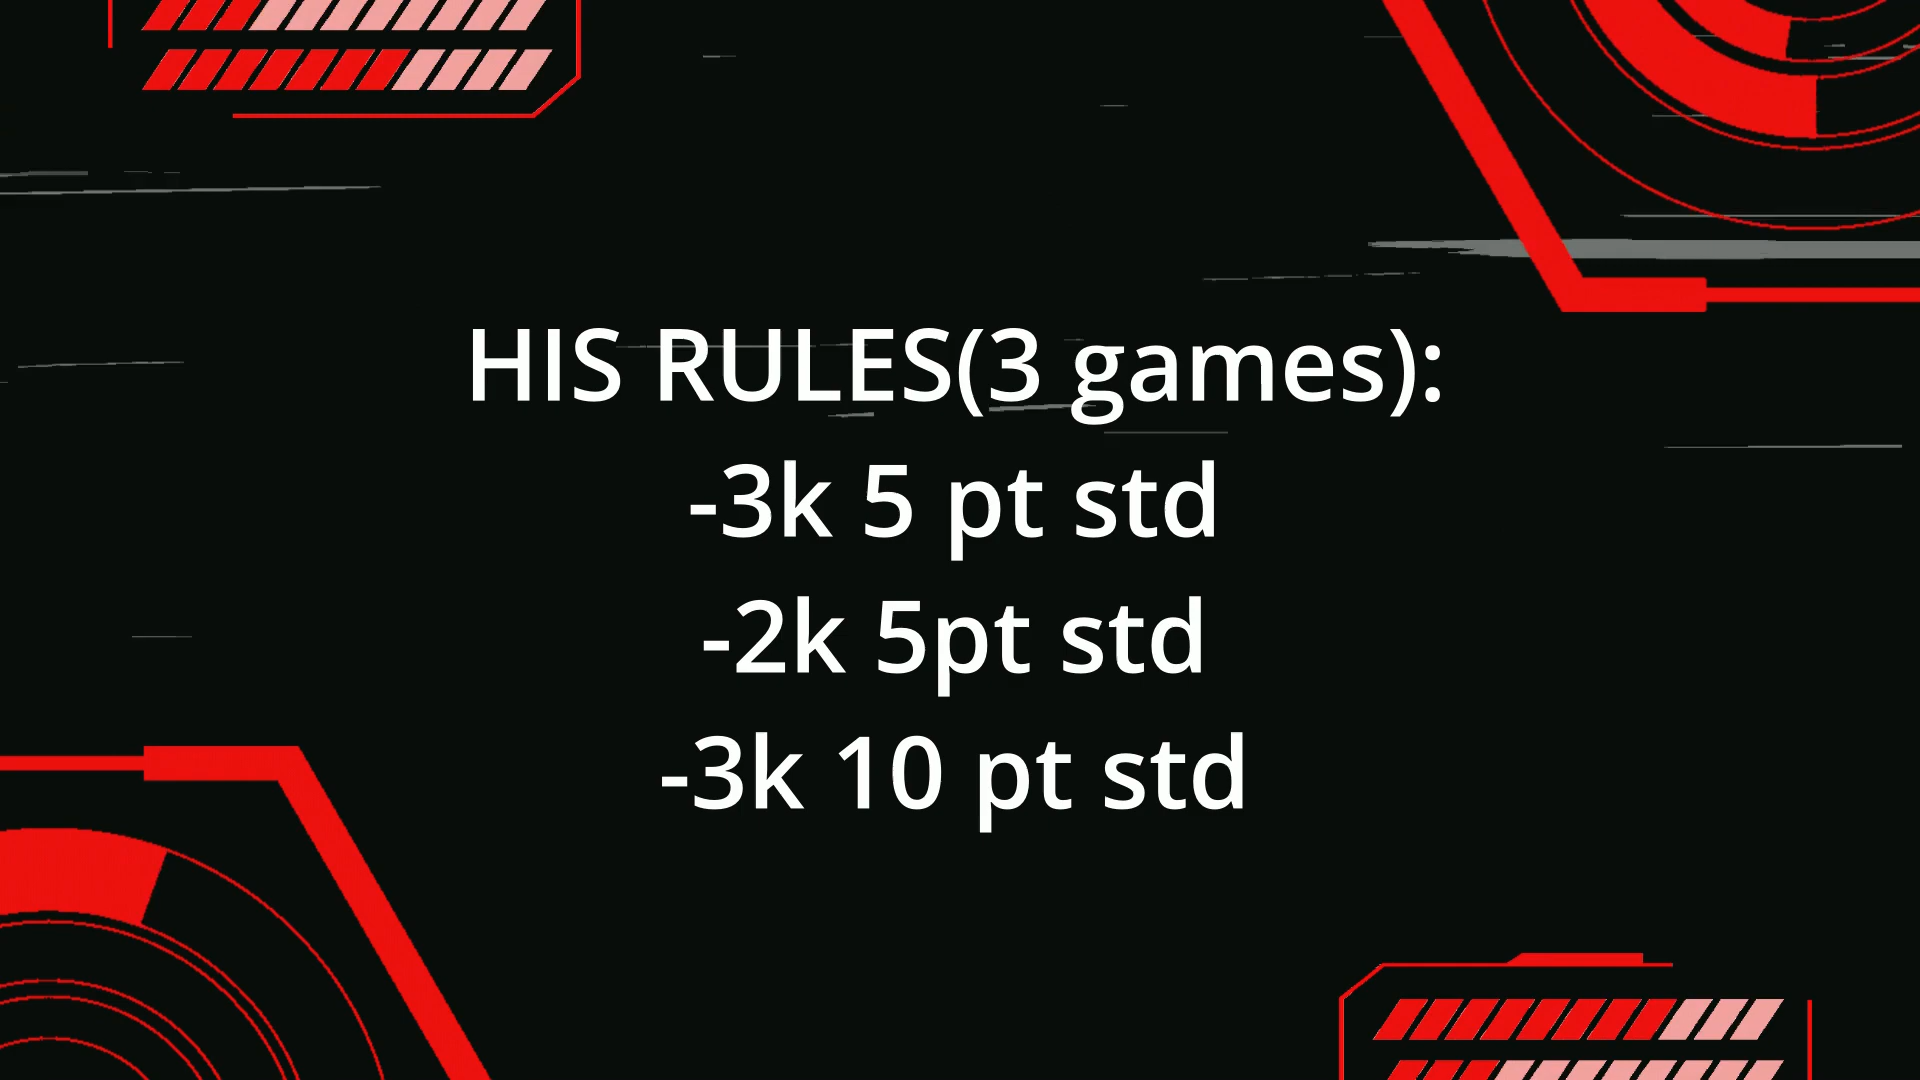 HIS RULES(3 games):
-3k 5 pt std
-2k 5pt std
-3k 10 pt std